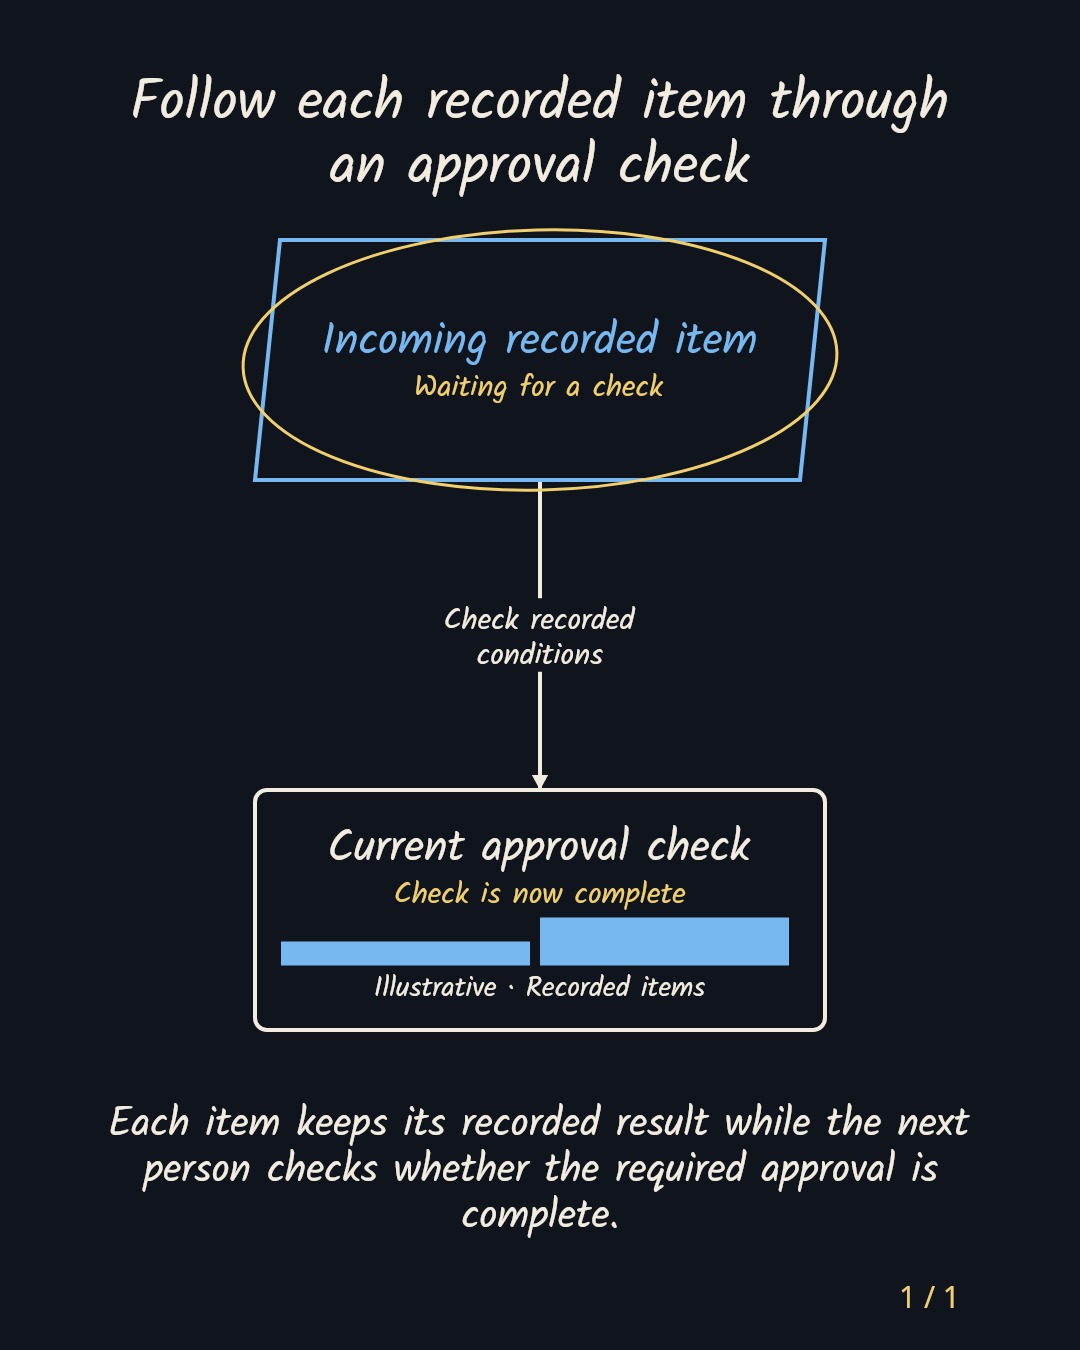 Follow each recorded item through
an approval check
Incoming recorded item
Waiting for a check
Check recorded
conditions
Current approval check
Check is now complete
Illustrative · Recorded items
Each item keeps its recorded result while the next
person checks whether the required approval is
complete.
1 / 1